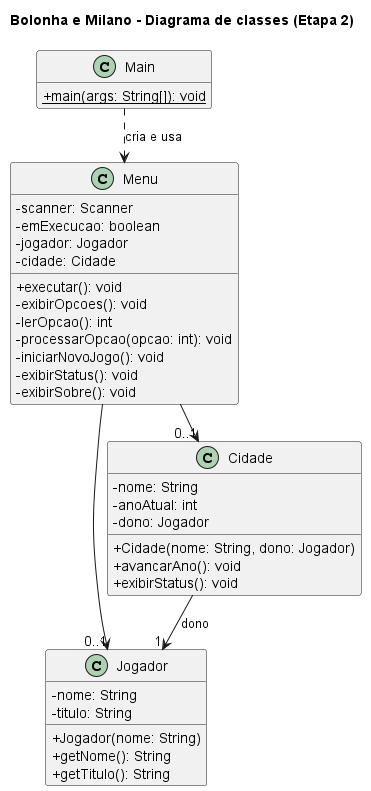 Bolonha e Milano - Diagrama de classes (Etapa 2)
C Main
+main(args: String[]): void
cria e usa
C Menu
-scanner: Scanner
-emExecucao: boolean
-jogador: Jogador
-cidade: Cidade
+executar(): void
-exibirOpcoes(): void
-lerOpcao(): int
-processarOpcao(opcao: int): void
-iniciarNovoJogo(): void
-exibirStatus(): void
-exibirSobre(): void
0..1
C Cidade
-nome: String
-anoAtual: int
-dono: Jogador
+Cidade(nome: String, dono: Jogador)
+avancarAno(): void
+exibirStatus(): void
dono
0..1
1
C Jogador
-nome: String
-titulo: String
+Jogador(nome: String)
+getNome(): String
+getTitulo(): String